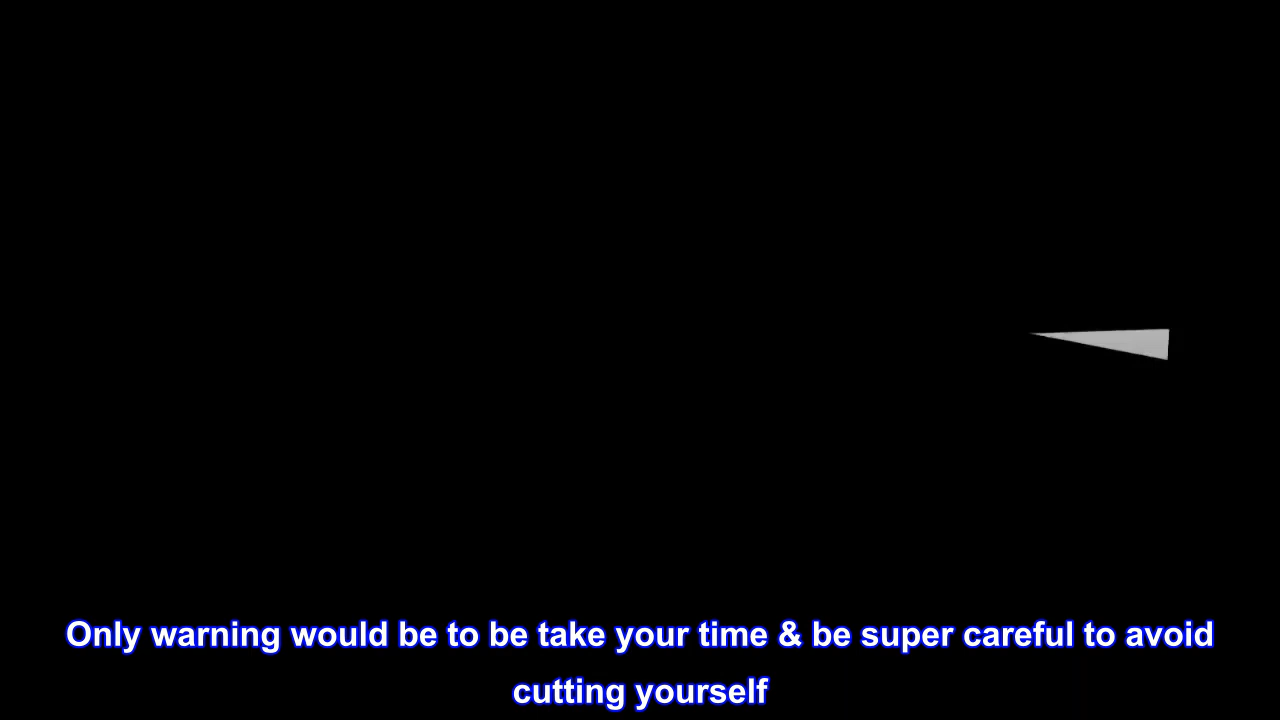 Only warning would be to be take your time & be super careful to avoid
cutting yourself